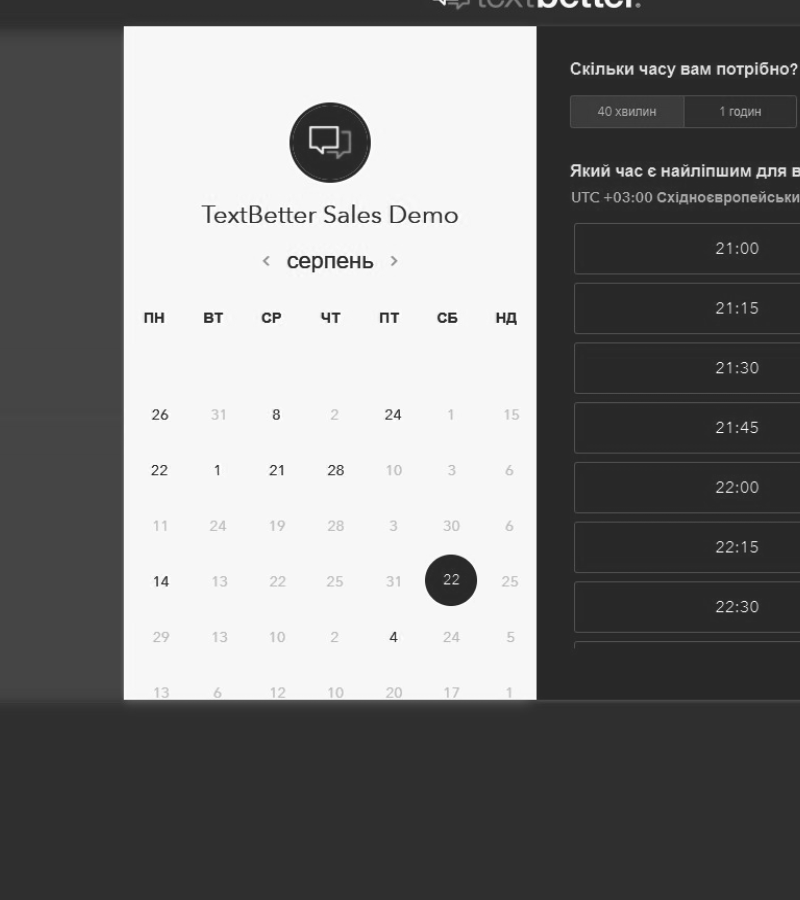 textbetter.
TextBetter Sales Demo
серпень
ПН ВТ СР ЧТ ПТ СБ НД
26 31 8 2 24 1 15
22 1 21 28 10 3 6
11 24 19 28 3 30 6
14 13 22 25 31 22 25
29 13 10 2 4 24 5
13 6 12 10 20 17 1
Скільки часу вам потрібно?
40 хвилин 1 годин
Який час є найліпшим для в
UTC +03:00 Східноєвропейськи
21:00
21:15
21:30
21:45
22:00
22:15
22:30